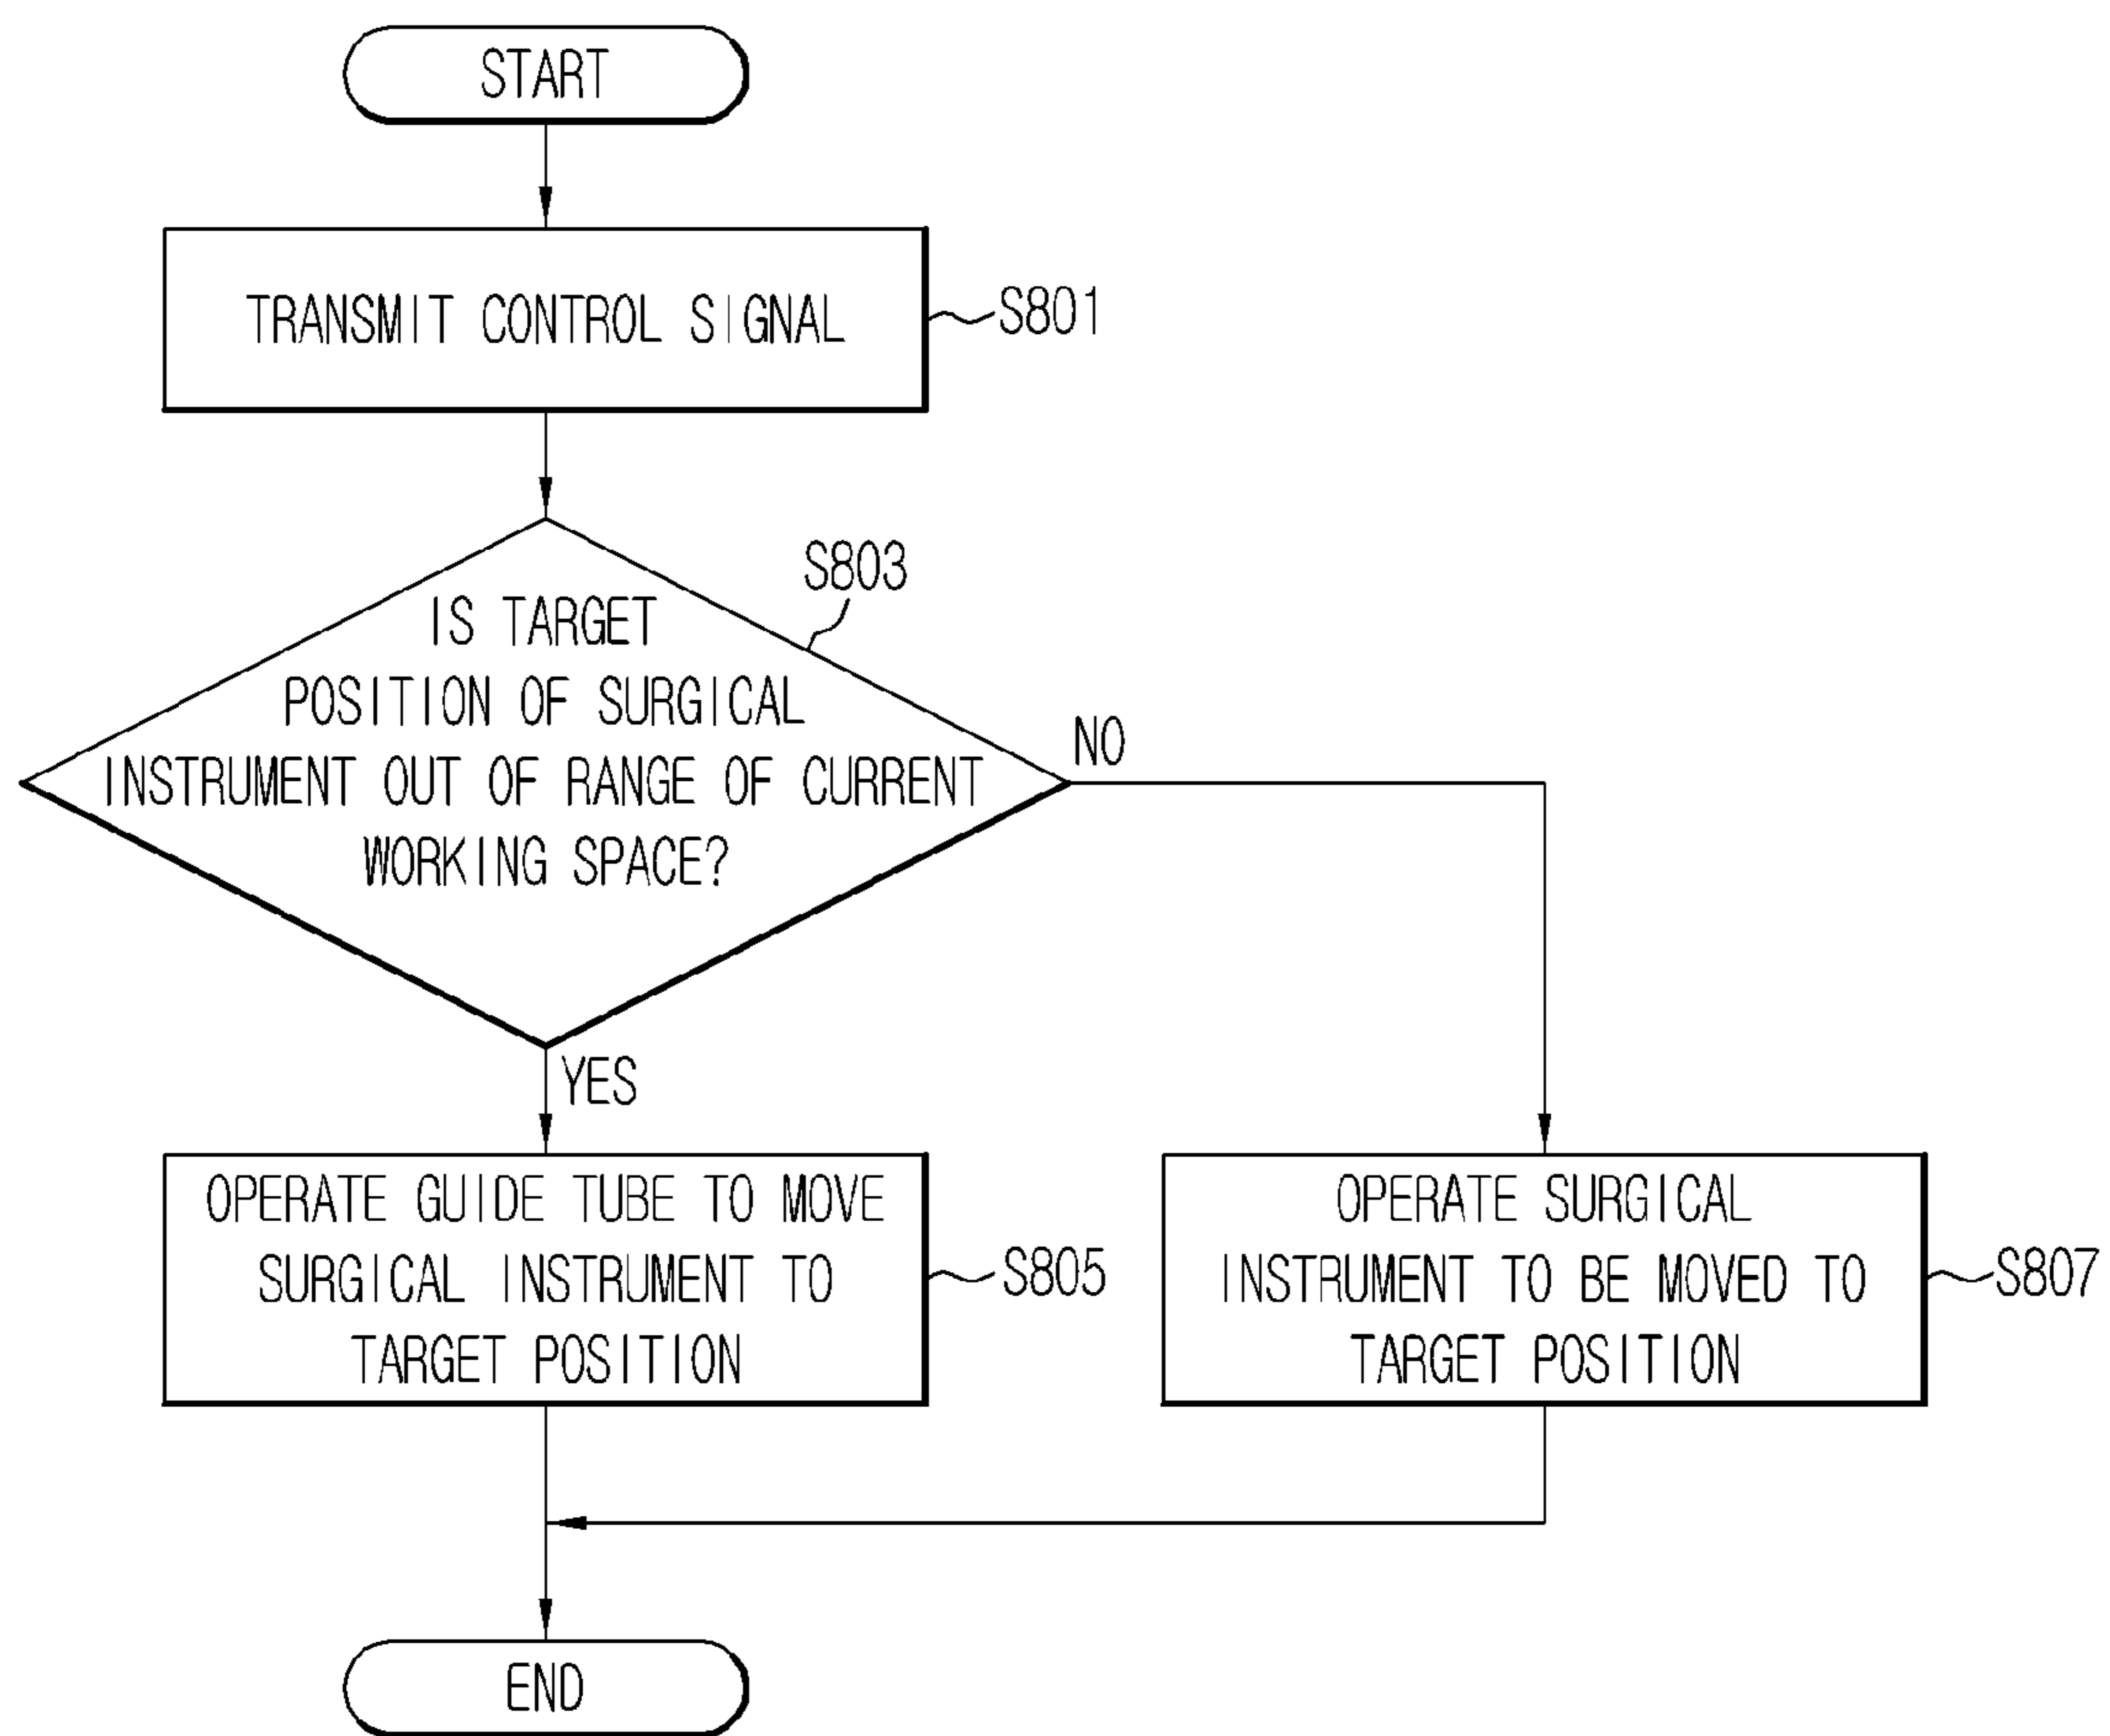 START
TRANSMIT CONTROL SIGNAL
S801
S803
IS TARGET
POSITION OF SURGICAL
INSTRUMENT OUT OF RANGE OF CURRENT
WORKING SPACE?
NO
YES
OPERATE GUIDE TUBE TO MOVE
SURGICAL INSTRUMENT TO
TARGET POSITION
S805
OPERATE SURGICAL
INSTRUMENT TO BE MOVED TO
TARGET POSITION
S807
END